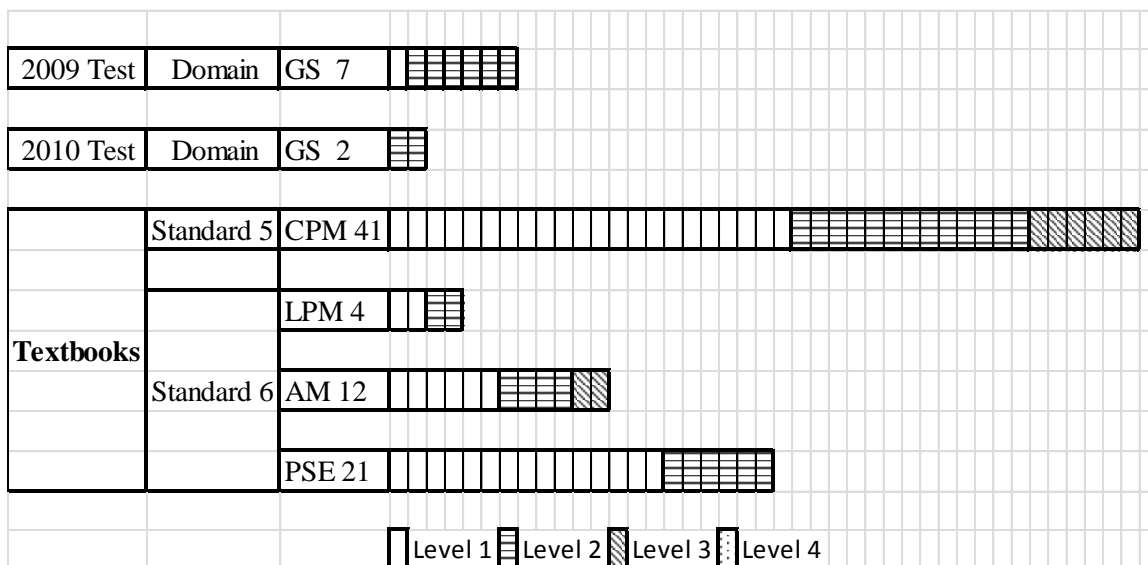 2009 Test Domain GS 7
2010 Test Domain GS 2
Standard 5 CPM 41
LPM 4
Textbooks
Standard 6 AM 12
PSE 21
Level 1 Level 2 Level 3 Level 4